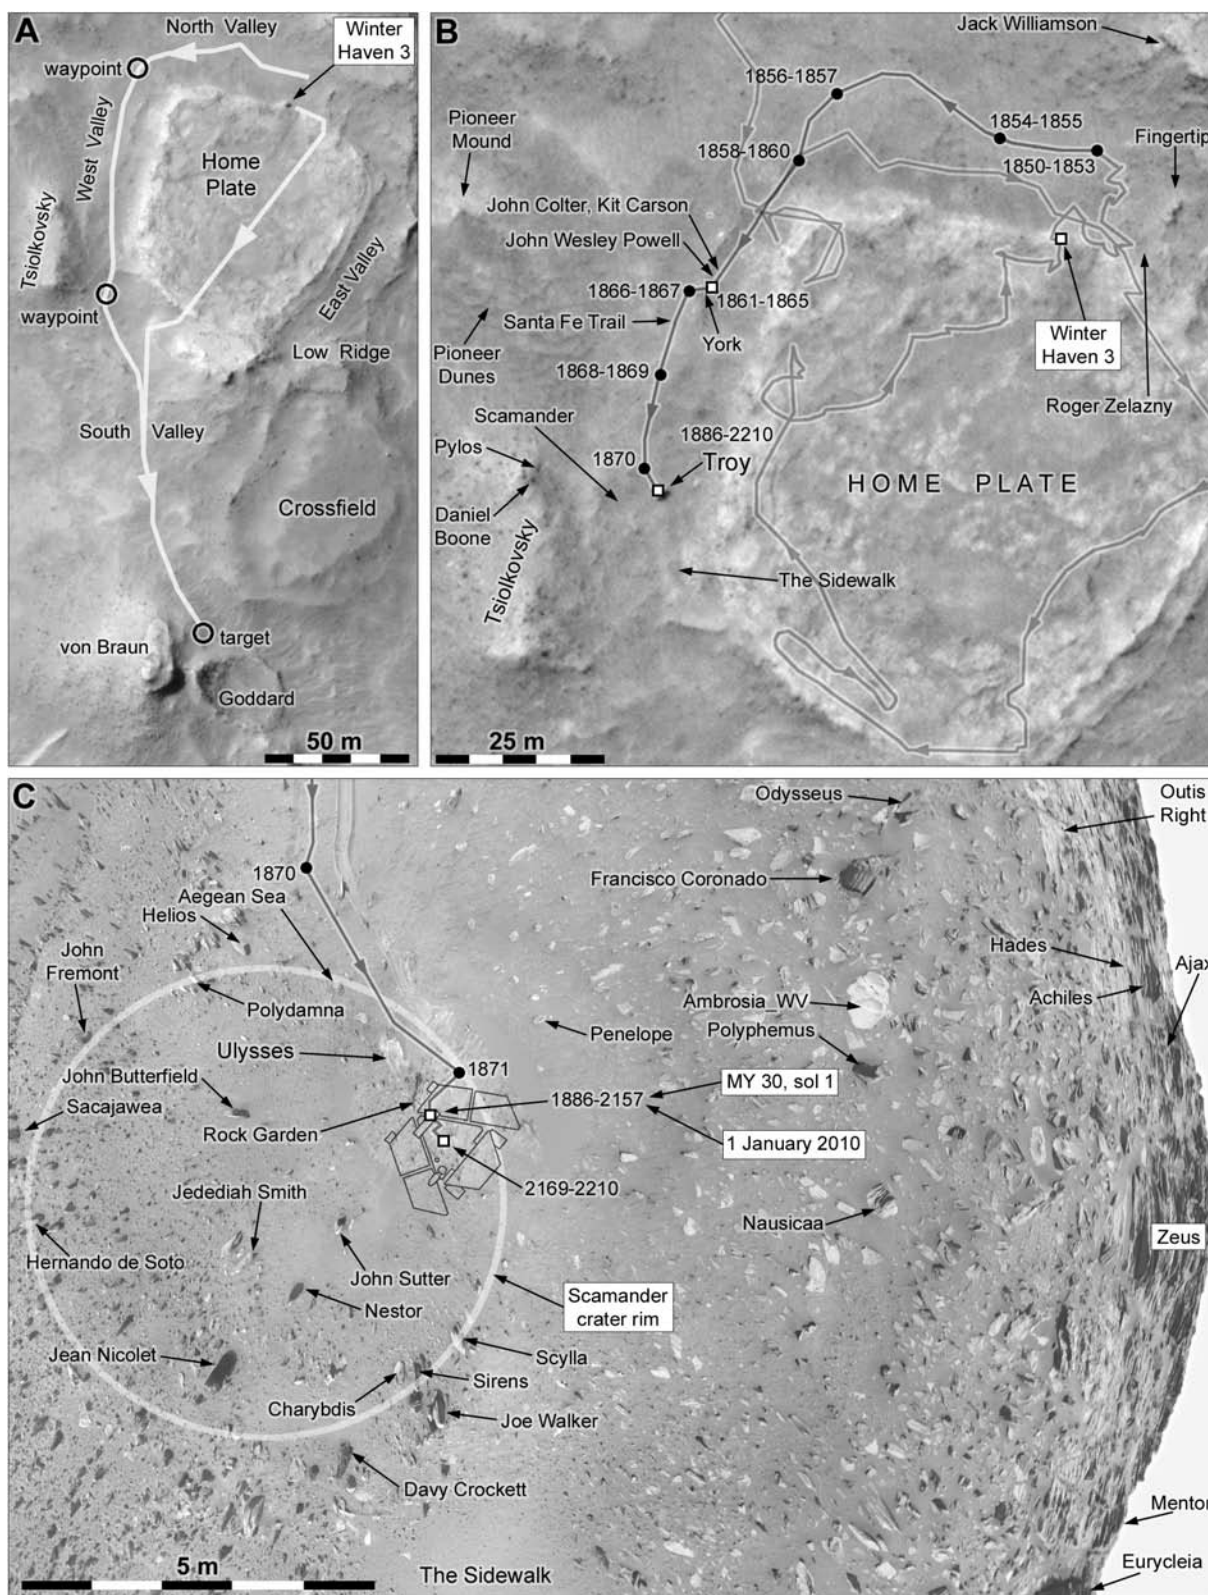 A
North Valley
Winter
Haven 3
waypoint
West Valley
Home
Plate
Tsiolkovsky
East Valley
waypoint
Low Ridge
South Valley
Crossfield
von Braun
target
Goddard
50 m
B
Jack Williamson
1856-1857
Pioneer
Mound
1854-1855
Fingertip
1858-1860
1850-1853
John Colter, Kit Carson
John Wesley Powell
1866-1867
1861-1865
Santa Fe Trail
York
Winter
Haven 3
Pioneer
Dunes
1868-1869
Roger Zelazny
Scamander
1886-2210
Pylos
1870
Troy
HOME PLATE
Daniel
Boone
Tsiolkovsky
The Sidewalk
25 m
C
Odysseus
Outis
Right
1870
Francisco Coronado
Aegean Sea
Helios
John
Fremont
Hades
Ajax
Polydamna
Ambrosia_WV
Achiles
Penelope
Polyphemus
Ulysses
1871
John Butterfield
MY 30, sol 1
Sacajawea
1886-2157
Rock Garden
1 January 2010
Jedediah Smith
2169-2210
Nausicaa
Zeus
Hernando de Soto
John Sutter
Nestor
Scamander
crater rim
Jean Nicolet
Scylla
Sirens
Charybdis
Joe Walker
Davy Crockett
Mentor
5 m
The Sidewalk
Eurycleia